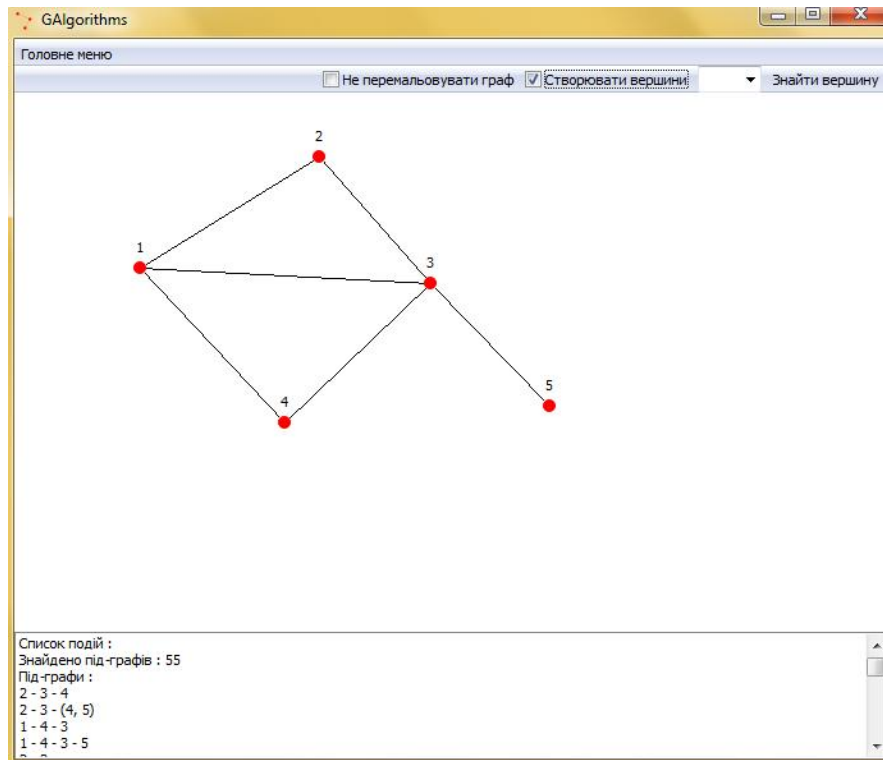 GAlgorithms
Головне меню
Не перемальовувати граф Створювати вершини Знайти вершину
2
1
3
5
4
Список подій :
Знайдено під-графів : 55
Під-графи :
2 - 3 - 4
2 - 3 - (4, 5)
1 - 4 - 3
1 - 4 - 3 - 5